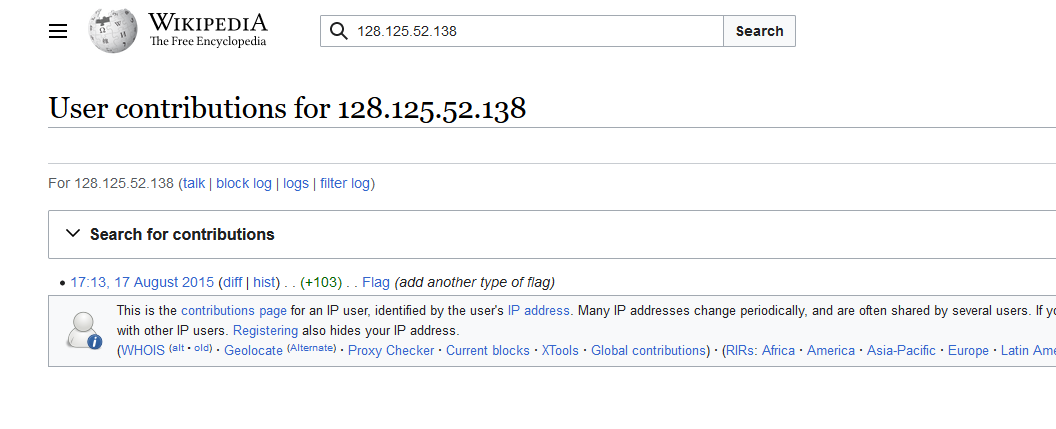 WIKIPEDIA
The Free Encyclopedia
128.125.52.138
Search
User contributions for 128.125.52.138
For 128.125.52.138 (talk | block log | logs | filter log)
Search for contributions
• 17:13, 17 August 2015 (diff | hist) . . (+103) . . Flag (add another type of flag)
This is the contributions page for an IP user, identified by the user's IP address. Many IP addresses change periodically, and are often shared by several users. If
with other IP users. Registering also hides your IP address.
(WHOIS (alt • old) · Geolocate (Alternate) · Proxy Checker · Current blocks · XTools · Global contributions) · (RIRs: Africa · America · Asia-Pacific · Europe · Latin